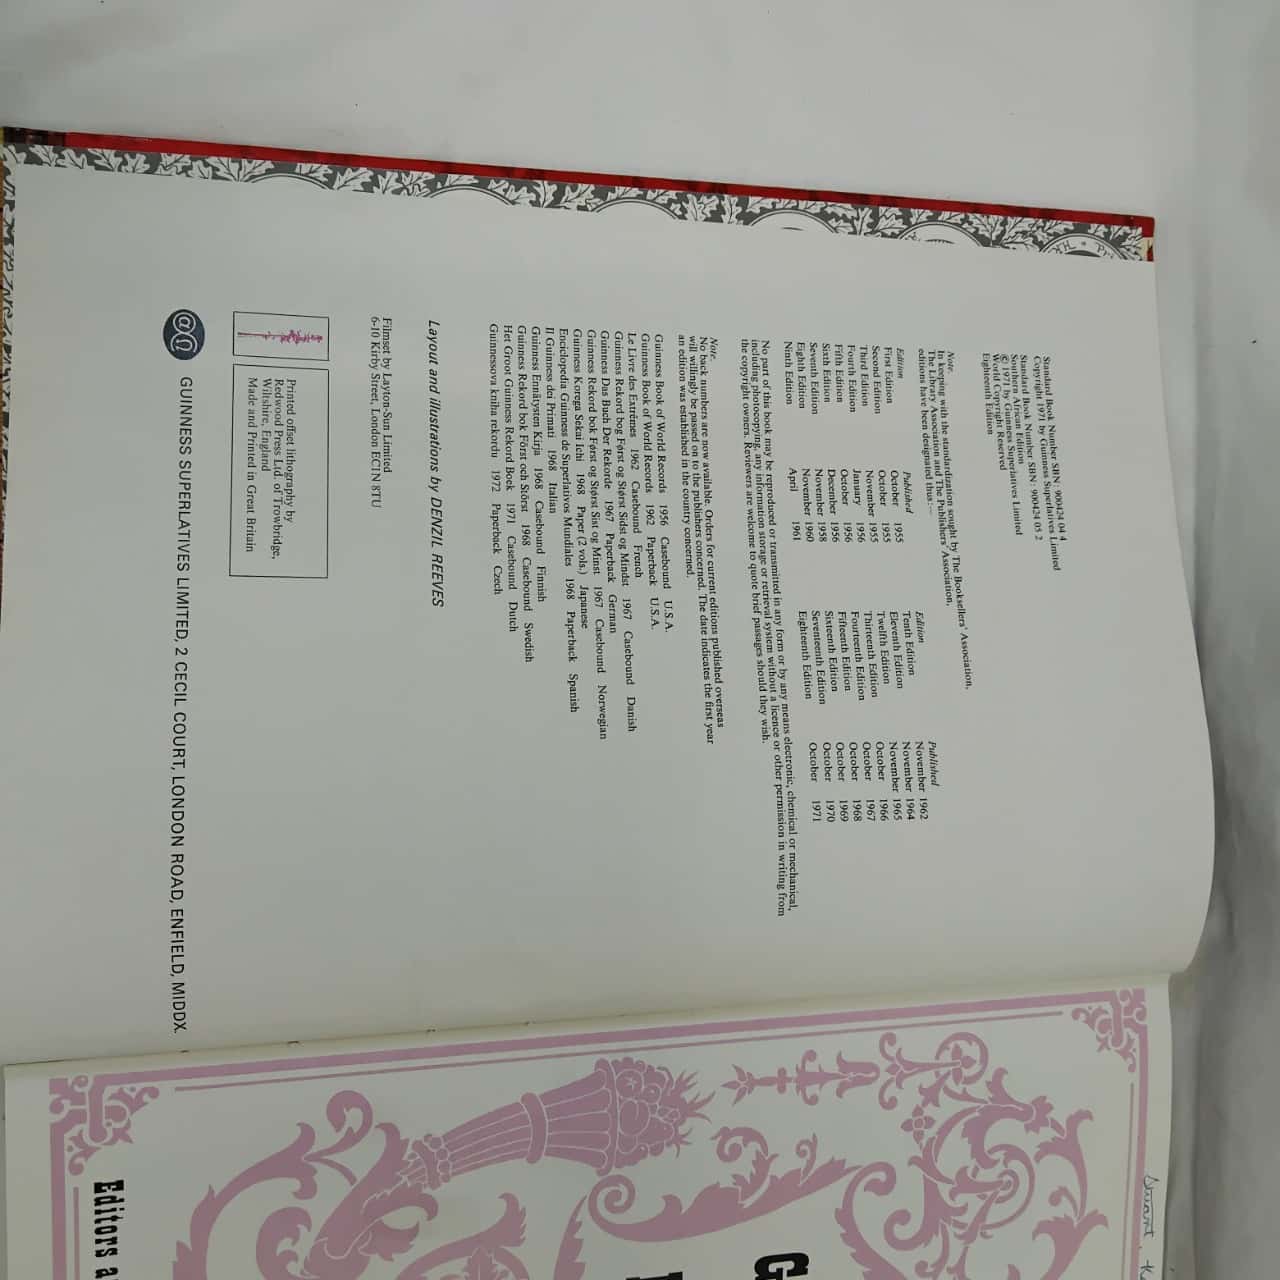 Standard Book Number SBN: 900424 04 4
Copyright 1971 by Guinness Superlatives Limited
Standard Book Number SBN: 900424 05 2
Southern African Edition
© 1971 by Guinness Superlatives Limited
World Copyright Reserved
Eighteenth Edition
Note.
In keeping with the standardization sought by The Booksellers' Association,
The Library Association and The Publishers' Association,
editions have been designated thus:—
Edition Published Edition Published
First Edition October 1955 Tenth Edition November 1962
Second Edition October 1955 Eleventh Edition November 1964
Third Edition November 1955 Twelfth Edition November 1965
Fourth Edition January 1956 Thirteenth Edition October 1966
Fifth Edition October 1956 Fourteenth Edition October 1967
Sixth Edition December 1956 Fifteenth Edition October 1968
Seventh Edition November 1958 Sixteenth Edition October 1969
Eighth Edition November 1960 Seventeenth Edition October 1970
Ninth Edition April 1961 Eighteenth Edition October 1971
No part of this book may be reproduced or transmitted in any form or by any means electronic, chemical or mechanical,
including photocopying, any information storage or retrieval system without a licence or other permission in writing from
the copyright owners. Reviewers are welcome to quote brief passages should they wish.
Note.
No back numbers are now available. Orders for current editions published overseas
will willingly be passed on to the publishers concerned. The date indicates the first year
an edition was established in the country concerned.
Guinness Book of World Records 1956 Casebound U.S.A.
Guinness Book of World Records 1962 Paperback U.S.A.
Le Livre des Extrêmes 1962 Casebound French
Guinness Rekord bog Først og Størst Sidst og Mindst 1967 Casebound Danish
Guinness Das Buch Der Rekorde 1967 Paperback German
Guinness Rekord bok Først og Størst Sist og Minst 1967 Casebound Norwegian
Guinness Korega Sekai Ichi 1968 Paper (2 vols.) Japanese
Enciclopedia Guinness de Superlativos Mundiales 1968 Paperback Spanish
Il Guinness dei Primati 1968 Italian
Guinness Ennätysten Kirja 1968 Casebound Finnish
Guinness Rekord bok Först och Störst 1968 Casebound Swedish
Het Groot Guinness Rekord Boek 1971 Casebound Dutch
Guinnessova kniha rekordu 1972 Paperback Czech
Layout and illustrations by DENZIL REEVES
Filmset by Layton-Sun Limited
6-10 Kirby Street, London EC1N 8TU
Printed offset lithography by
Redwood Press Ltd. of Trowbridge,
Wiltshire, England
Made and Printed in Great Britain
GUINNESS SUPERLATIVES LIMITED, 2 CECIL COURT, LONDON ROAD, ENFIELD, MIDDX.
Stuart
G
Editors a